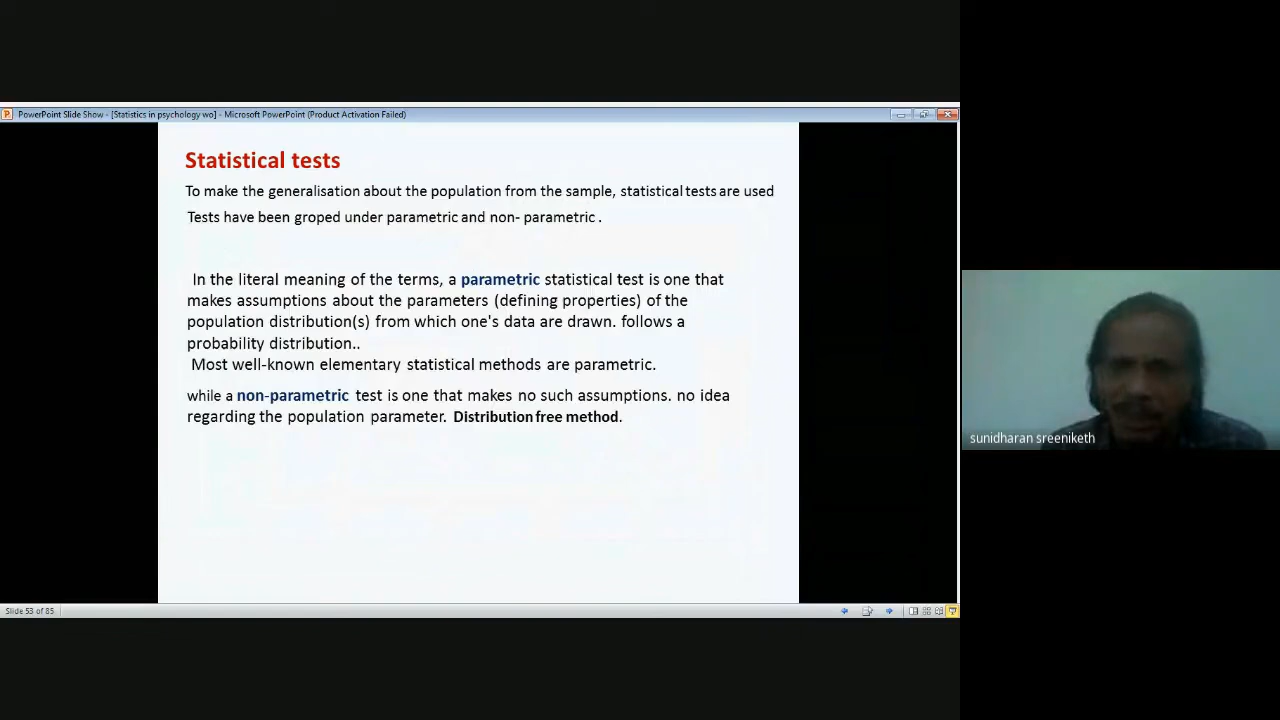 PowerPoint Slide Show - [Statistics in psychology wo] - Microsoft PowerPoint (Product Activation Failed)
Statistical tests
To make the generalisation about the population from the sample, statistical tests are used
Tests have been groped under parametric and non- parametric .
In the literal meaning of the terms, a parametric statistical test is one that
makes assumptions about the parameters (defining properties) of the
population distribution(s) from which one's data are drawn. follows a
probability distribution..
Most well-known elementary statistical methods are parametric.
while a non-parametric test is one that makes no such assumptions. no idea
regarding the population parameter. Distribution free method.
sunidharan sreeniketh
Slide 53 of 85